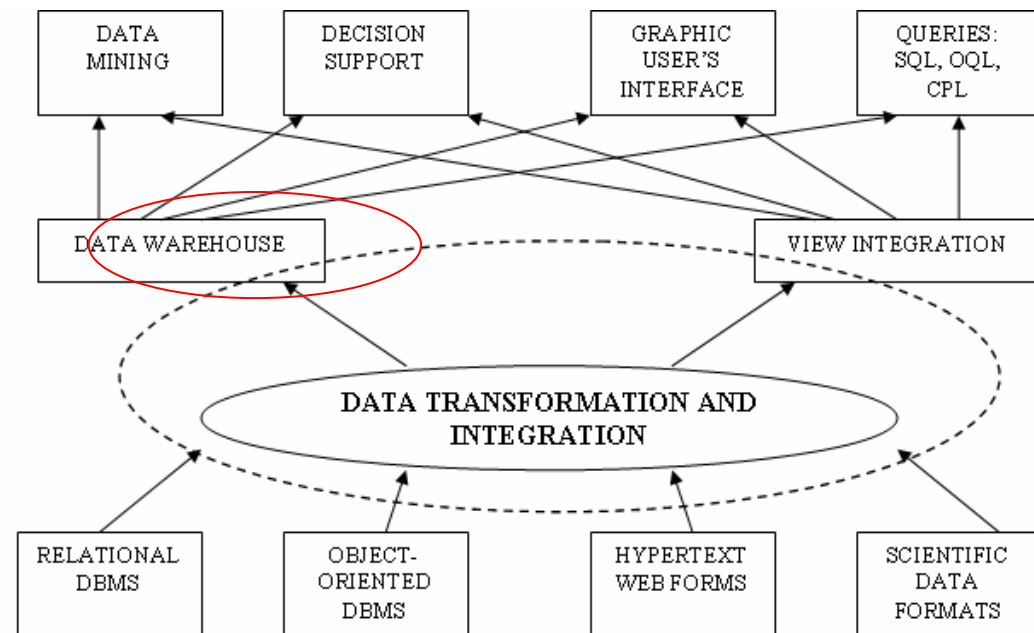 DATA
MINING
DECISION
SUPPORT
GRAPHIC
USER'S
INTERFACE
QUERIES:
SQL, OQL,
CPL
DATA WAREHOUSE
VIEW INTEGRATION
DATA TRANSFORMATION AND
INTEGRATION
RELATIONAL
DBMS
OBJECT-
ORIENTED
DBMS
HYPERTEXT
WEB FORMS
SCIENTIFIC
DATA
FORMATS